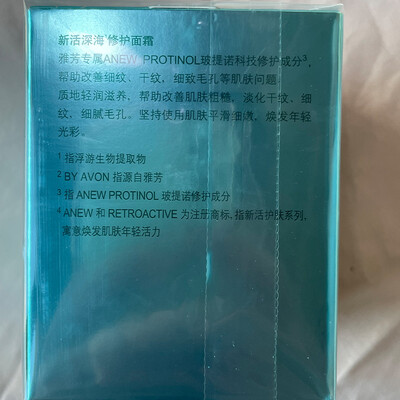 新活深海¹修护面霜
雅芳专属ANEW PROTINOL玻提诺科技修护成分³,
帮助改善细纹、干纹,细致毛孔等肌肤问题。
质地轻润滋养,帮助改善肌肤粗糙,淡化干纹、细
纹,细腻毛孔。坚持使用肌肤平滑细嫩,焕发年轻
光彩。
¹ 指浮游生物提取物
² BY AVON 指源自雅芳
³ 指 ANEW PROTINOL 玻提诺修护成分
⁴ ANEW 和 RETROACTIVE 为注册商标,指新活护肤系列,
寓意焕发肌肤年轻活力